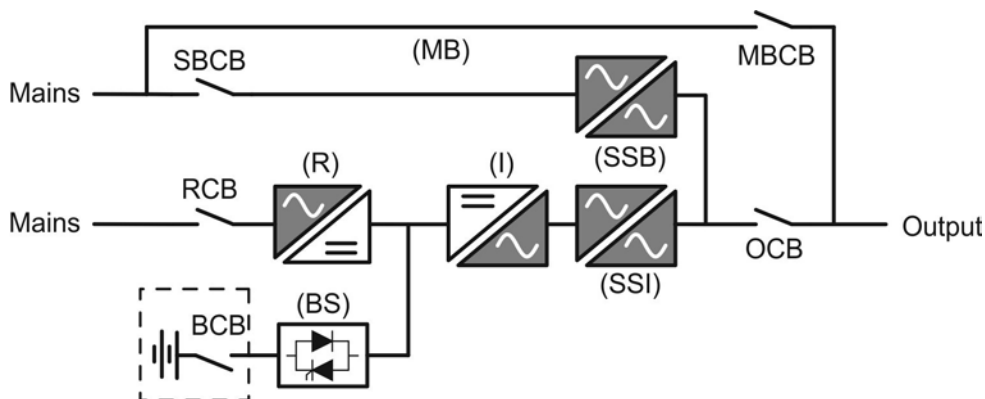 (MB)
MBCB
SBCB
Mains
(SSB)
(R)
(I)
RCB
Mains
Output
OCB
(SSI)
(BS)
BCB